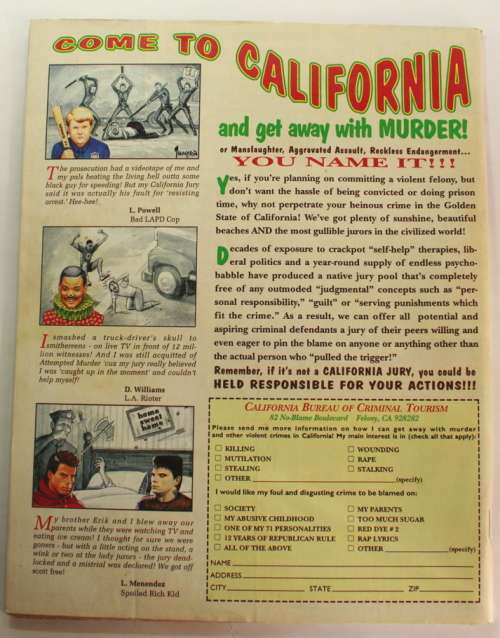 COME TO CALIFORNIA
and get away with MURDER!
or Manslaughter, Aggravated Assault, Reckless Endangerment...
YOU NAME IT!!!
The prosecution had a videotape of me and
my pals beating the living hell outta some
black guy for speeding! But my California jury
said it was actually his fault for 'resisting
arrest.' Hee-hee!
L. Powell
Bad LAPD Cop
I smashed a truck-driver's skull to
smithereens - on live TV in front of 12 mil-
lion witnesses! And I was still acquitted of
Attempted Murder 'cus my jury really believed
I was 'caught up in the moment' and couldn't
help myself!
D. Williams
L.A. Rioter
home
sweet
home
My brother Erik and I blew away our
parents while they were watching TV and
eating ice cream! I thought for sure we were
goners - but with a little acting on the stand, a
wink or two at the lady jurors - the jury dead-
locked and a mistrial was declared! We got off
scott free!
L. Menendez
Spoiled Rich Kid
Yes, if you're planning on committing a violent felony, but
don't want the hassle of being convicted or doing prison
time, why not perpetrate your heinous crime in the Golden
State of California! We've got plenty of sunshine, beautiful
beaches AND the most gullible jurors in the civilized world!
Decades of exposure to crackpot "self-help" therapies, lib-
eral politics and a year-round supply of endless psycho-
babble have produced a native jury pool that's completely
free of any outmoded "judgmental" concepts such as "per-
sonal responsibility," "guilt" or "serving punishments which
fit the crime." As a result, we can offer all potential and
aspiring criminal defendants a jury of their peers willing and
even eager to pin the blame on anyone or anything other than
the actual person who "pulled the trigger!"
Remember, if it's not a CALIFORNIA JURY, you could be
HELD RESPONSIBLE FOR YOUR ACTIONS!!!
CALIFORNIA BUREAU OF CRIMINAL TOURISM
82 No-Blame Boulevard Felony, CA 928282
Please send me more information on how I can get away with murder
and other violent crimes in California! My main interest is in (check all that apply):
KILLING WOUNDING
MUTILATION RAPE
STEALING STALKING
OTHER (specify)
I would like my foul and disgusting crime to be blamed on:
SOCIETY MY PARENTS
MY ABUSIVE CHILDHOOD TOO MUCH SUGAR
ONE OF MY 71 PERSONALITIES RED DYE # 2
12 YEARS OF REPUBLICAN RULE RAP LYRICS
ALL OF THE ABOVE OTHER (specify)
NAME
ADDRESS
CITY STATE ZIP